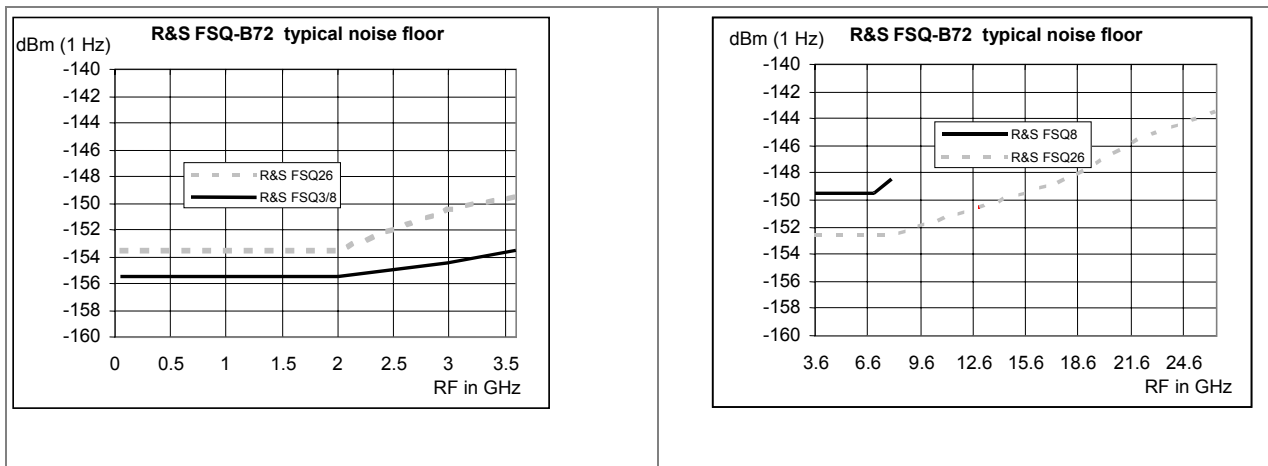 R&S FSQ-B72 typical noise floor
dBm (1 Hz)
-140
-142
-144
-146
-148
-150
-152
-154
-156
-158
-160
R&S FSQ26
R&S FSQ3/8
0 0.5 1 1.5 2 2.5 3 3.5
RF in GHz
R&S FSQ-B72 typical noise floor
dBm (1 Hz)
-140
-142
-144
-146
-148
-150
-152
-154
-156
-158
-160
R&S FSQ8
R&S FSQ26
3.6 6.6 9.6 12.6 15.6 18.6 21.6 24.6
RF in GHz